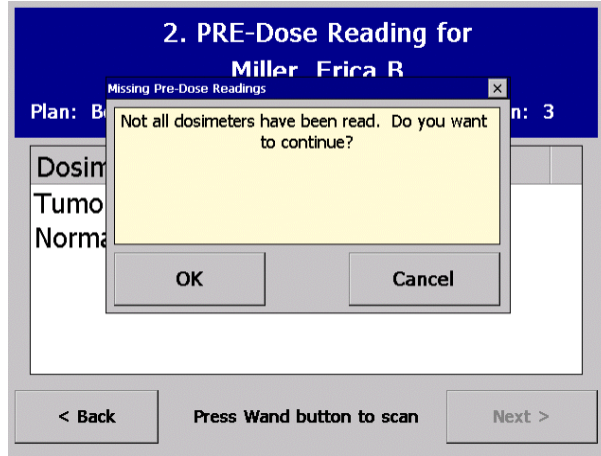 2. PRE-Dose Reading for
Miller Erica B
Missing Pre-Dose Readings
Plan: n: 3
Not all dosimeters have been read. Do you want
to continue?
Dosim
Tumo
Norma
OK Cancel
< Back Press Wand button to scan Next >